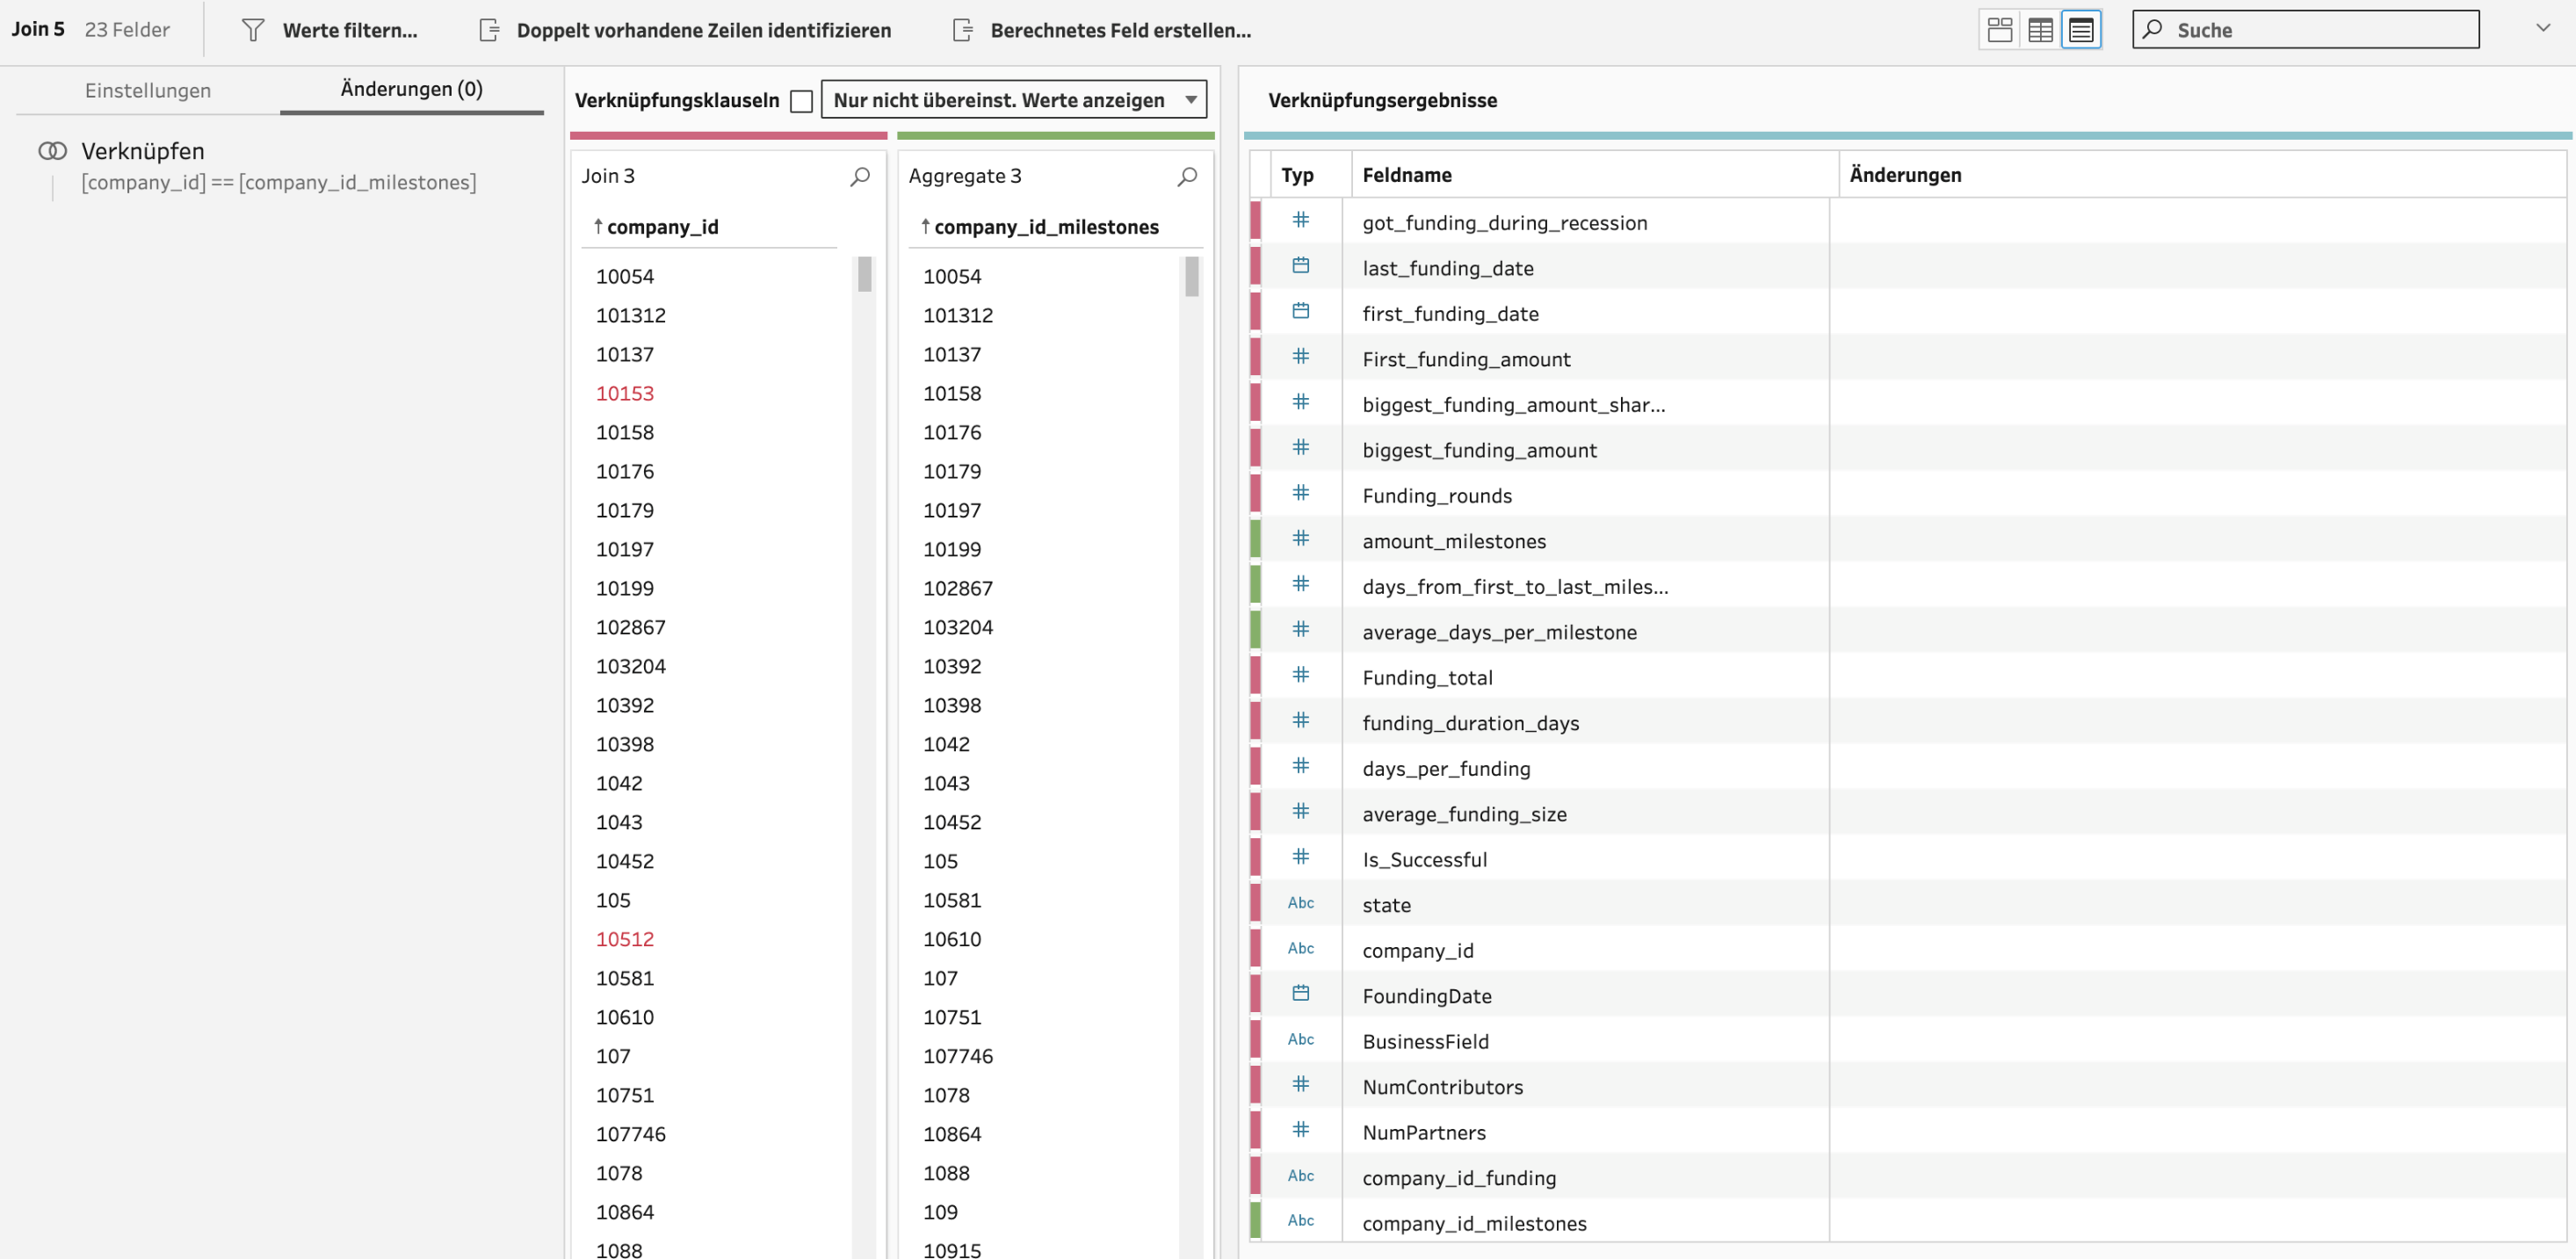 Join 5 23 Felder Werte filtern... Doppelt vorhandene Zeilen identifizieren Berechnetes Feld erstellen... Suche
Einstellungen Änderungen (0)
Verknüpfen
[company_id] == [company_id_milestones]
Verknüpfungsklauseln Nur nicht übereinst. Werte anzeigen
Join 3
company_id
10054
101312
10137
10153
10158
10176
10179
10197
10199
102867
103204
10392
10398
1042
1043
10452
105
10512
10581
10610
107
10751
107746
1078
10864
1088
Aggregate 3
company_id_milestones
10054
101312
10137
10158
10176
10179
10197
10199
102867
103204
10392
10398
1042
1043
10452
105
10581
10610
107
10751
107746
1078
10864
1088
109
10915
Verknüpfungsergebnisse
Typ Feldname Änderungen
# got_funding_during_recession
last_funding_date
first_funding_date
# First_funding_amount
# biggest_funding_amount_shar...
# biggest_funding_amount
# Funding_rounds
# amount_milestones
# days_from_first_to_last_miles...
# average_days_per_milestone
# Funding_total
# funding_duration_days
# days_per_funding
# average_funding_size
# Is_Successful
Abc state
Abc company_id
FoundingDate
Abc BusinessField
# NumContributors
# NumPartners
Abc company_id_funding
Abc company_id_milestones